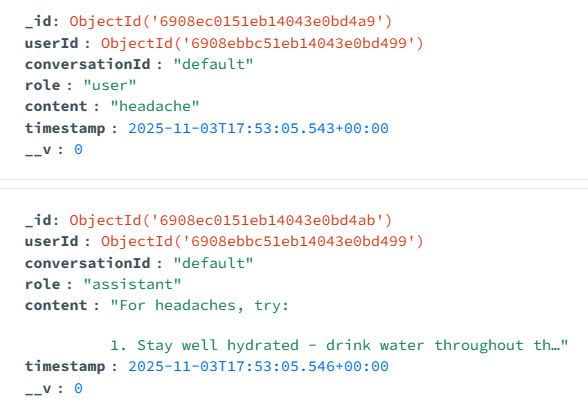 _id: ObjectId('6908ec0151eb14043e0bd4a9')
userId : ObjectId('6908ebbc51eb14043e0bd499')
conversationId : "default"
role : "user"
content : "headache"
timestamp : 2025-11-03T17:53:05.543+00:00
__v : 0
_id: ObjectId('6908ec0151eb14043e0bd4ab')
userId : ObjectId('6908ebbc51eb14043e0bd499')
conversationId : "default"
role : "assistant"
content : "For headaches, try:
1. Stay well hydrated - drink water throughout th…"
timestamp : 2025-11-03T17:53:05.546+00:00
__v : 0